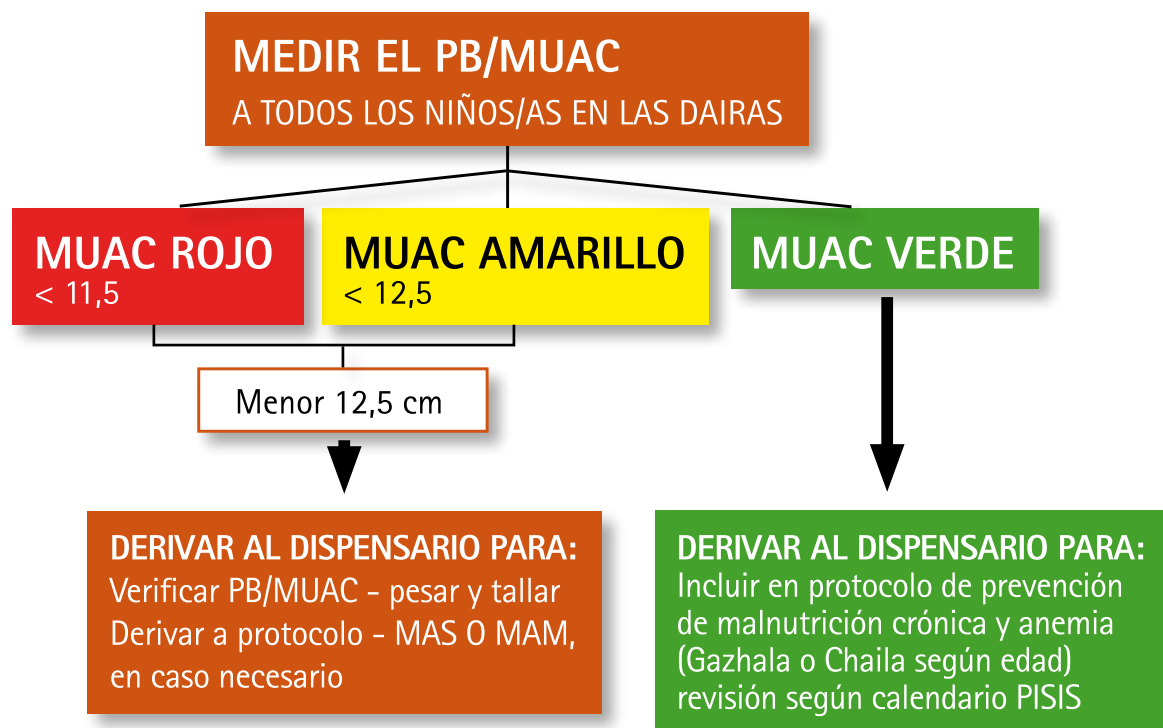 MEDIR EL PB/MUAC
A TODOS LOS NIÑOS/AS EN LAS DAIRAS
MUAC ROJO
< 11,5
MUAC AMARILLO
< 12,5
MUAC VERDE
Menor 12,5 cm
DERIVAR AL DISPENSARIO PARA:
Verificar PB/MUAC - pesar y tallar
Derivar a protocolo - MAS O MAM,
en caso necesario
DERIVAR AL DISPENSARIO PARA:
Incluir en protocolo de prevención
de malnutrición crónica y anemia
(Gazhala o Chaila según edad)
revisión según calendario PISIS